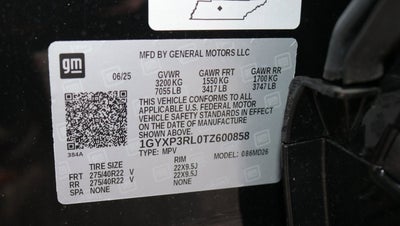 gm
MFD BY GENERAL MOTORS LLC
06/25 GVWR GAWR FRT GAWR RR
3200 KG 1550 KG 1700 KG
7055 LB 3417 LB 3747 LB
THIS VEHICLE CONFORMS TO ALL
APPLICABLE U.S. FEDERAL MOTOR
VEHICLE SAFETY STANDARDS IN
EFFECT ON THE DATE OF MANUFACTURE
SHOWN ABOVE.
384A
1GYXP3RL0TZ600858
TYPE: MPV 086MD26
TIRE SIZE RIM
FRT 275/40R22 V 22X9.5J
RR 275/40R22 V 22X9.5J
SPA NONE NONE